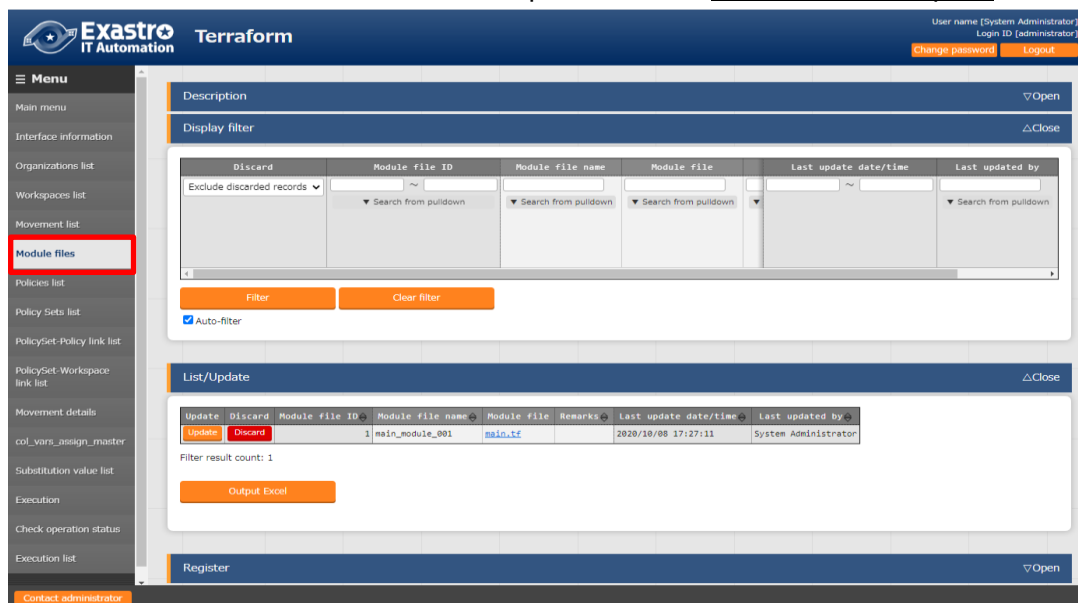 Exastro
IT Automation
Terraform
User name [System Administrator]
Login ID [administrator]
Change password
Logout
Menu
Main menu
Interface information
Organizations list
Workspaces list
Movement list
Module files
Policies list
Policy Sets list
PolicySet-Policy link list
PolicySet-Workspace
link list
Movement details
col_vars_assign_master
Substitution value list
Execution
Check operation status
Execution list
Contact administrator
Description ▽Open
Display filter △Close
Discard Module file ID Module file name Module file Last update date/time Last updated by
Exclude discarded records ~ ~
▼ Search from pulldown ▼ Search from pulldown ▼ Search from pulldown ▼ ▼ Search from pulldown
Filter Clear filter
Auto-filter
List/Update △Close
Update Discard Module file ID Module file name Module file Remarks Last update date/time Last updated by
Update Discard 1 main_module_001 main.tf 2020/10/08 17:27:11 System Administrator
Filter result count: 1
Output Excel
Register ▽Open